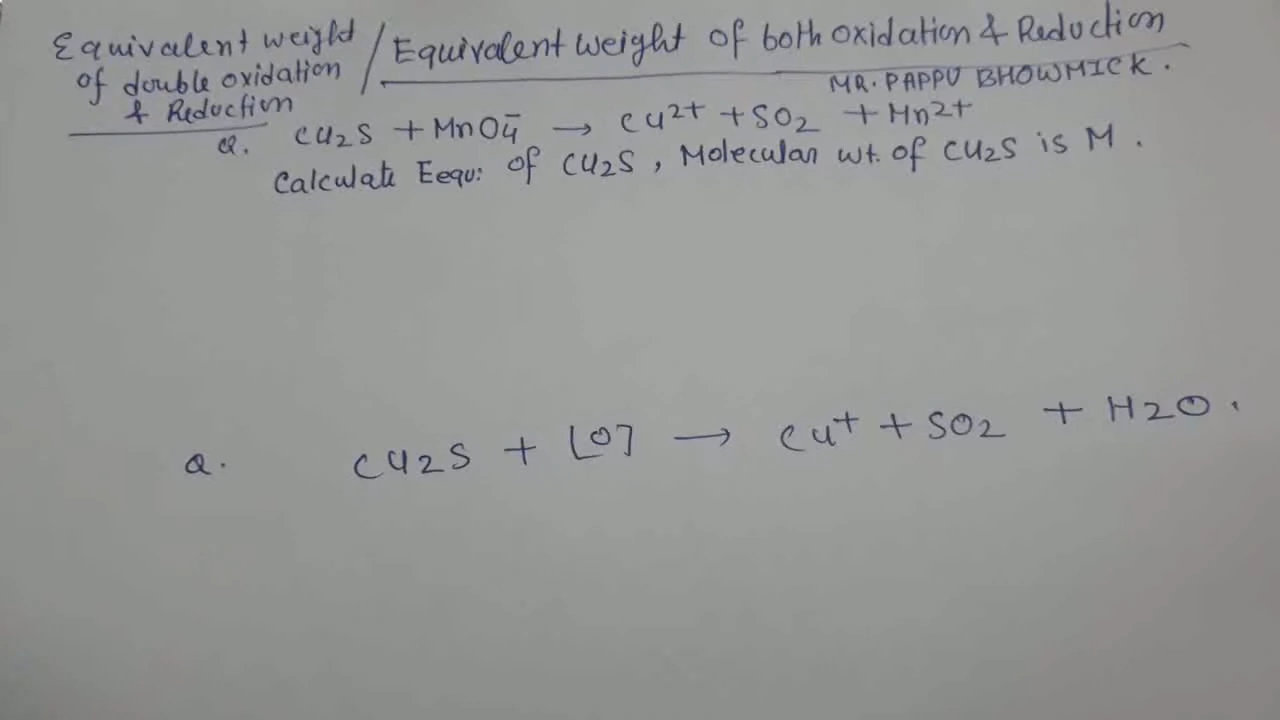 Equivalent weight
of double oxidation
& Reduction
/ Equivalent weight of both oxidation & Reduction
MR. PAPPU BHOWMICK.
Q. Cu2S + MnO4⁻ → Cu2+ + SO2 + Mn2+
Calculate Eequ: of Cu2S, Molecular wt. of Cu2S is M.
Q. Cu2S + [O] → Cu+ + SO2 + H2O.